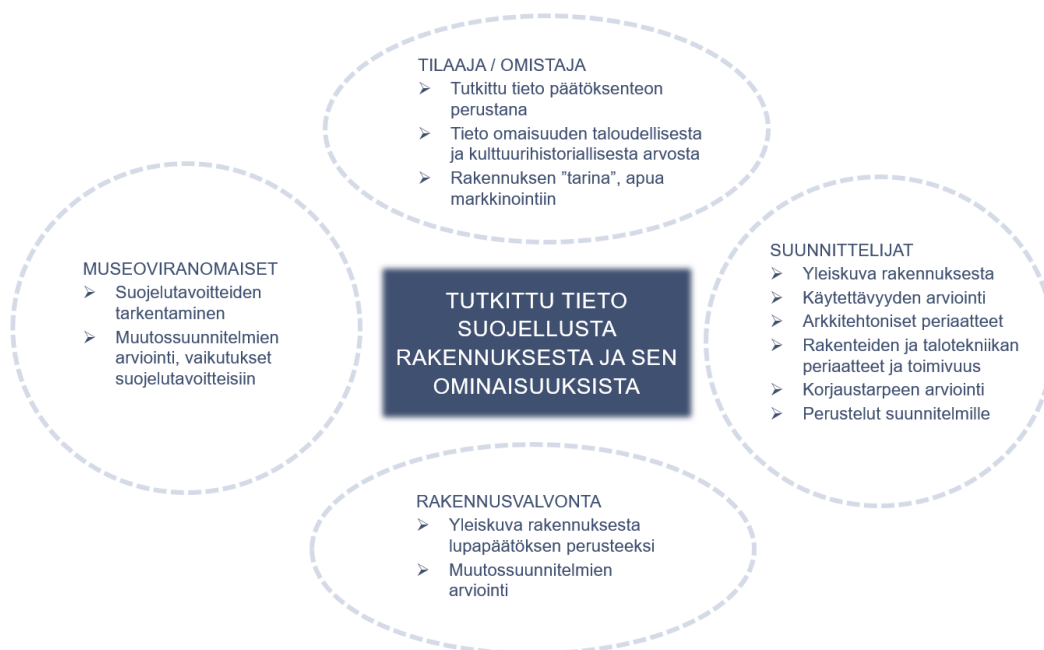 TILAAJA / OMISTAJA
➢ Tutkittu tieto päätöksenteon
perustana
➢ Tieto omaisuuden taloudellisesta
ja kulttuurihistoriallisesta arvosta
➢ Rakennuksen ”tarina”, apua
markkinointiin
MUSEOVIRANOMAISET
➢ Suojelutavoitteiden
tarkentaminen
➢ Muutossuunnitelmien
arviointi, vaikutukset
suojelutavoitteisiin
TUTKITTU TIETO
SUOJELLUSTA
RAKENNUKSESTA JA SEN
OMINAISUUKSISTA
SUUNNITTELIJAT
➢ Yleiskuva rakennuksesta
➢ Käytettävyyden arviointi
➢ Arkkitehtoniset periaatteet
➢ Rakenteiden ja talotekniikan
periaatteet ja toimivuus
➢ Korjaustarpeen arviointi
➢ Perustelut suunnitelmille
RAKENNUSVALVONTA
➢ Yleiskuva rakennuksesta
lupapäätöksen perusteeksi
➢ Muutossuunnitelmien
arviointi